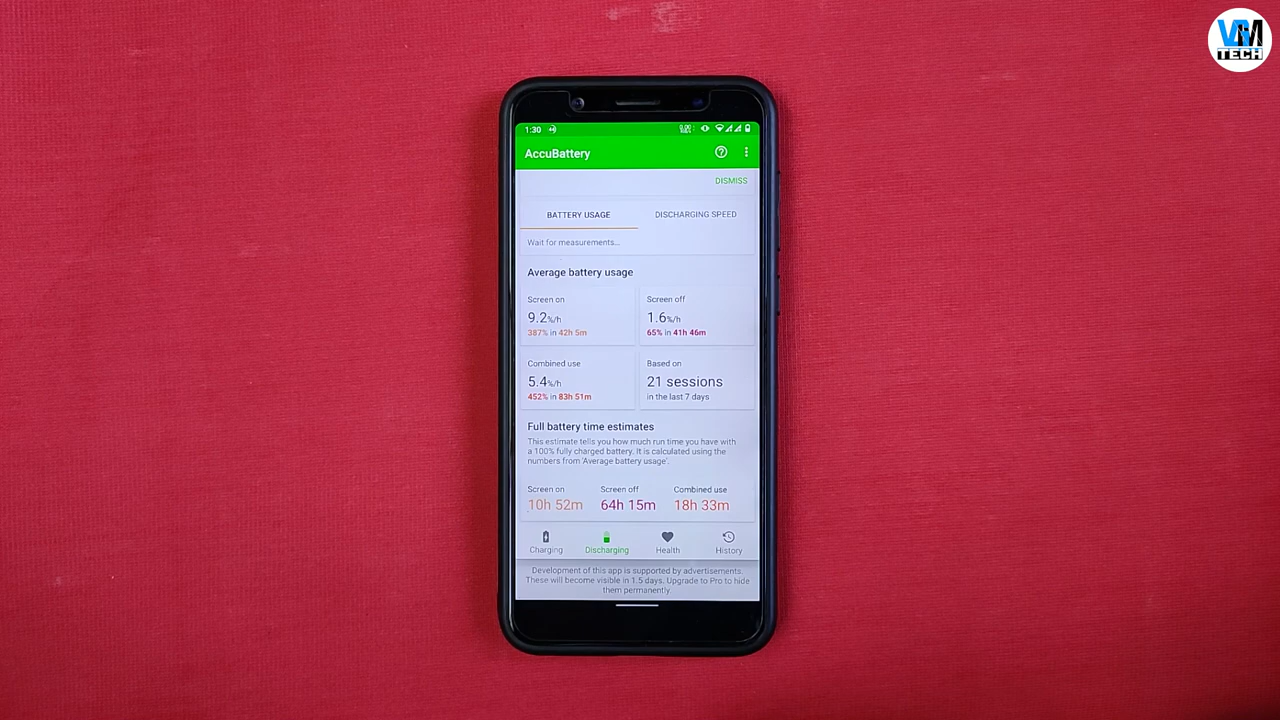 VGM
TECH
1:30
AccuBattery
DISMISS
BATTERY USAGE
DISCHARGING SPEED
Wait for measurements...
Average battery usage
Screen on
9.2%/h
387% in 42h 5m
Screen off
1.6%/h
65% in 41h 46m
Combined use
5.4%/h
452% in 83h 51m
Based on
21 sessions
in the last 7 days
Full battery time estimates
This estimate tells you how much run time you have
with a 100% fully charged battery. It is calculated using the
numbers from 'Average battery usage'.
Screen on
10h 52m
Screen off
64h 15m
Combined use
18h 33m
Charging
Discharging
Health
History
Development of this app is supported by advertisements.
These will become visible in 1.5 days. Upgrade to Pro to hide
them permanently.